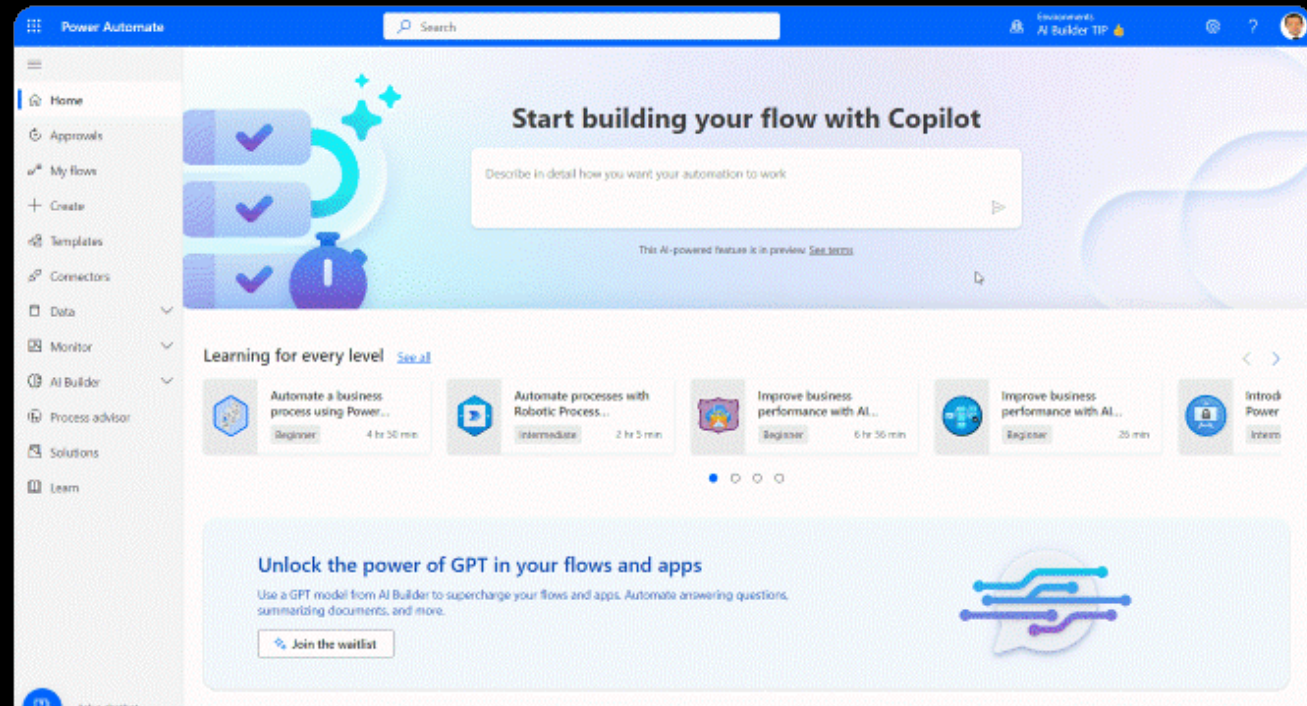 Power Automate
Search
Environments
AI Builder TIP 👍
Home
Approvals
My flows
Create
Templates
Connectors
Data
Monitor
AI Builder
Process advisor
Solutions
Learn
Start building your flow with Copilot
Describe in detail how you want your automation to work
This AI-powered feature is in preview. See terms
Learning for every level See all
Automate a business
process using Power...
Beginner 4 hr 50 min
Automate processes with
Robotic Process...
Intermediate 2 hr 5 min
Improve business
performance with AI...
Beginner 6 hr 36 min
Improve business
performance with AI...
Beginner 26 min
Introd
Power
Interm
Unlock the power of GPT in your flows and apps
Use a GPT model from AI Builder to supercharge your flows and apps. Automate answering questions,
summarizing documents, and more.
Join the waitlist